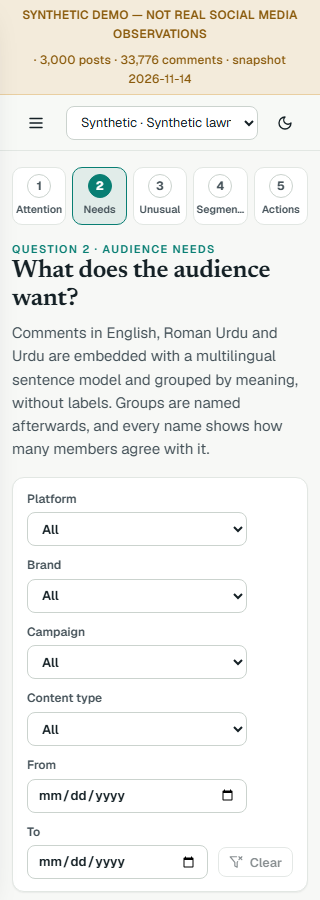 SYNTHETIC DEMO — NOT REAL SOCIAL MEDIA
OBSERVATIONS
· 3,000 posts · 33,776 comments · snapshot
2026-11-14
Synthetic · Synthetic lawr
1
Attention
2
Needs
3
Unusual
4
Segmen...
5
Actions
QUESTION 2 · AUDIENCE NEEDS
What does the audience
want?
Comments in English, Roman Urdu and
Urdu are embedded with a multilingual
sentence model and grouped by meaning,
without labels. Groups are named
afterwards, and every name shows how
many members agree with it.
Platform
All
Brand
All
Campaign
All
Content type
All
From
mm/dd/yyyy
To
mm/dd/yyyy
Clear